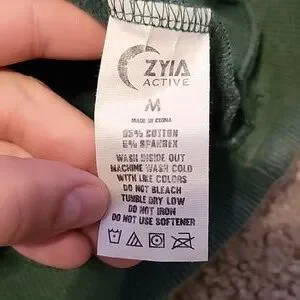 ZYIA
ACTIVE
M
MADE IN CHINA
95% COTTON
5% SPANDEX
WASH INSIDE OUT
MACHINE WASH COLD
WITH LIKE COLORS
DO NOT BLEACH
TUMBLE DRY LOW
DO NOT IRON
DO NOT USE SOFTENER